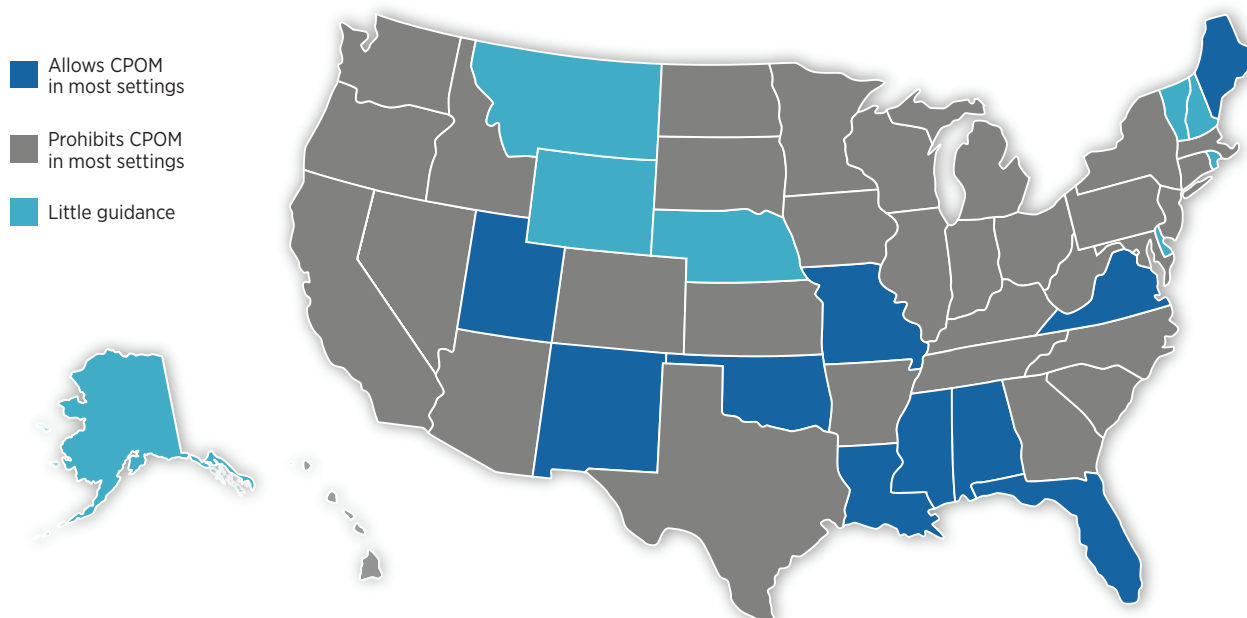 Allows CPOM
in most settings
Prohibits CPOM
in most settings
Little guidance